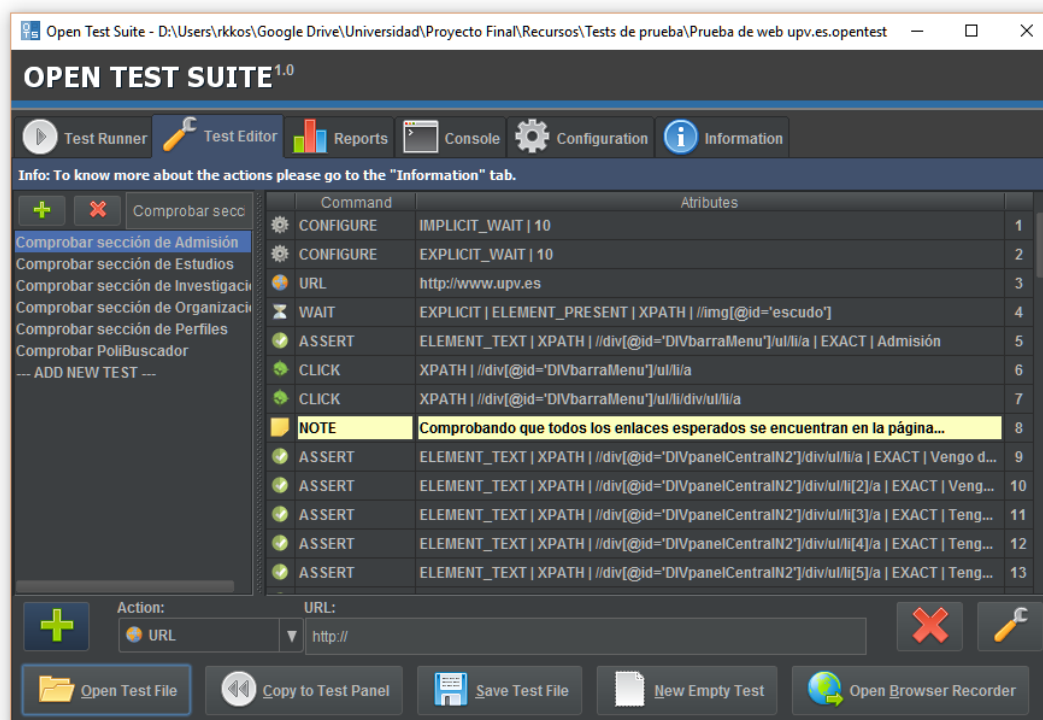 Open Test Suite - D:\Users\rkkos\Google Drive\Universidad\Proyecto Final\Recursos\Tests de prueba\Prueba de web upv.es.opentest
OPEN TEST SUITE 1.0
Test Runner Test Editor Reports Console Configuration Information
Info: To know more about the actions please go to the "Information" tab.
Comprobar secc
Comprobar sección de Admisión
Comprobar sección de Estudios
Comprobar sección de Investigaci
Comprobar sección de Organizaci
Comprobar sección de Perfiles
Comprobar PoliBuscador
--- ADD NEW TEST ---
Command Atributes
CONFIGURE IMPLICIT_WAIT | 10 1
CONFIGURE EXPLICIT_WAIT | 10 2
URL http://www.upv.es 3
WAIT EXPLICIT | ELEMENT_PRESENT | XPATH | //img[@id='escudo'] 4
ASSERT ELEMENT_TEXT | XPATH | //div[@id='DIVbarraMenu']/ul/li/a | EXACT | Admisión 5
CLICK XPATH | //div[@id='DIVbarraMenu']/ul/li/a 6
CLICK XPATH | //div[@id='DIVbarraMenu']/ul/li/div/ul/li/a 7
NOTE Comprobando que todos los enlaces esperados se encuentran en la página... 8
ASSERT ELEMENT_TEXT | XPATH | //div[@id='DIVpanelCentralN2']/div/ul/li/a | EXACT | Vengo d... 9
ASSERT ELEMENT_TEXT | XPATH | //div[@id='DIVpanelCentralN2']/div/ul/li[2]/a | EXACT | Veng... 10
ASSERT ELEMENT_TEXT | XPATH | //div[@id='DIVpanelCentralN2']/div/ul/li[3]/a | EXACT | Teng... 11
ASSERT ELEMENT_TEXT | XPATH | //div[@id='DIVpanelCentralN2']/div/ul/li[4]/a | EXACT | Teng... 12
ASSERT ELEMENT_TEXT | XPATH | //div[@id='DIVpanelCentralN2']/div/ul/li[5]/a | EXACT | Teng... 13
Action: URL:
URL http://
Open Test File Copy to Test Panel Save Test File New Empty Test Open Browser Recorder